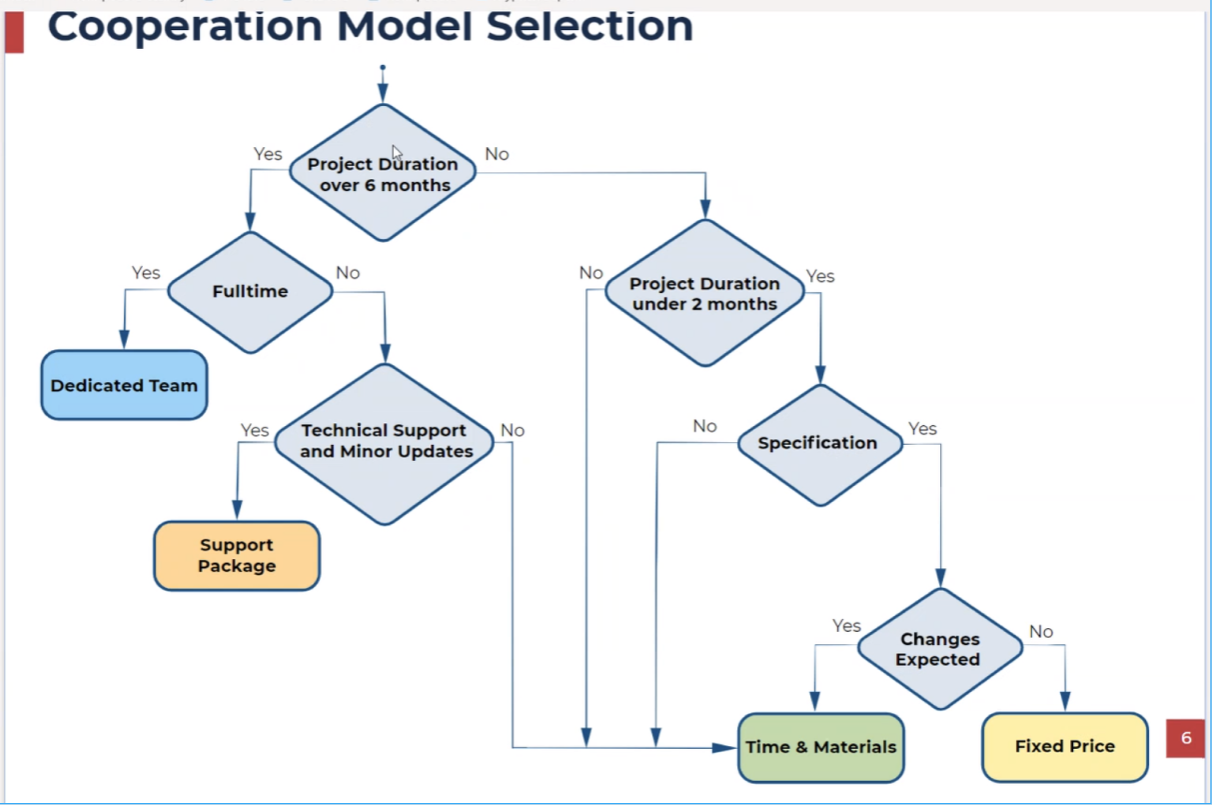 Cooperation Model Selection
Yes
No
Project Duration
over 6 months
Yes
No
Fulltime
No
Yes
Project Duration
under 2 months
Dedicated Team
Yes
No
Technical Support
and Minor Updates
No
Yes
Specification
Support
Package
Yes
No
Changes
Expected
Time & Materials
Fixed Price
6